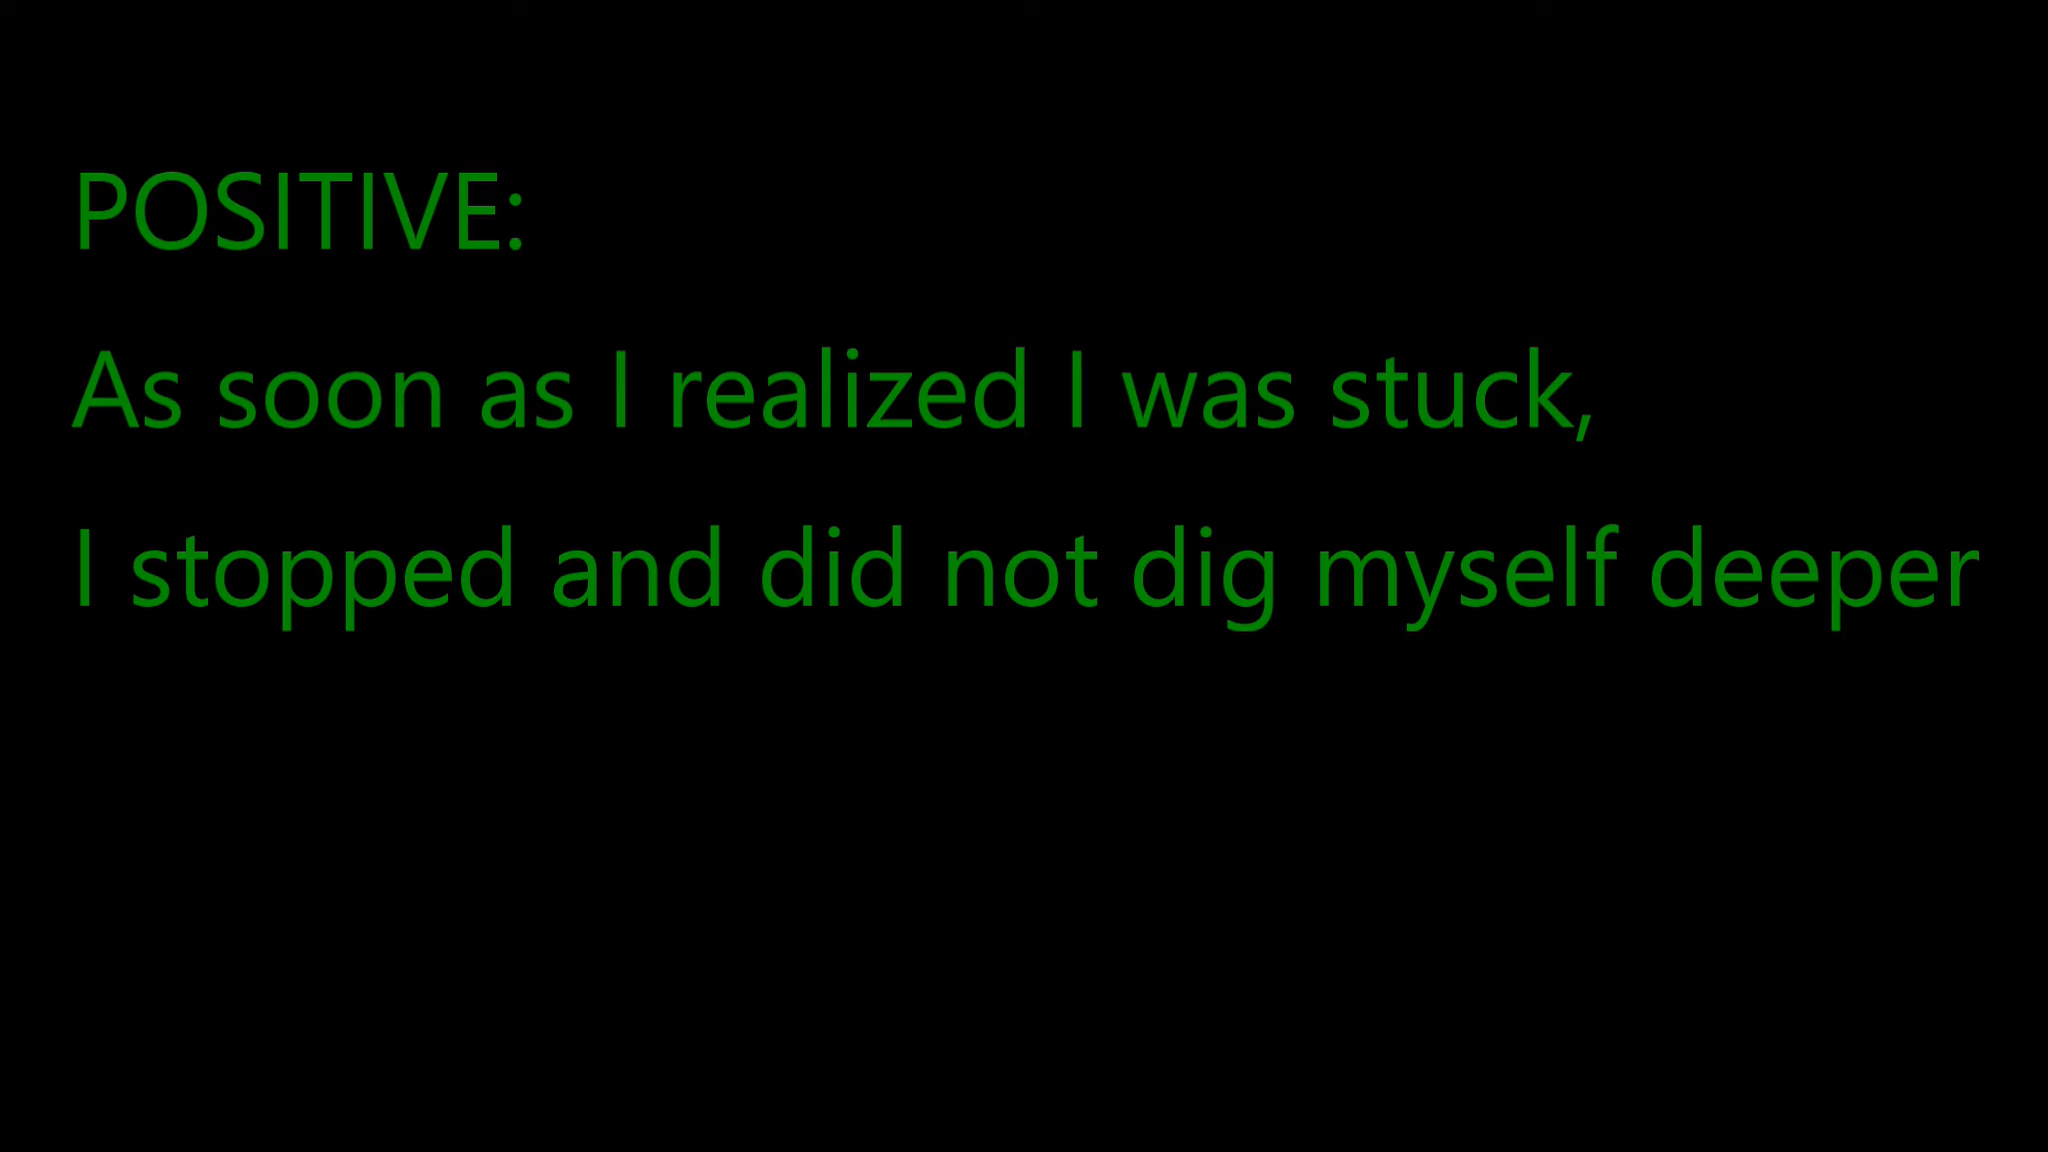 POSITIVE:
As soon as I realized I was stuck,
I stopped and did not dig myself deeper